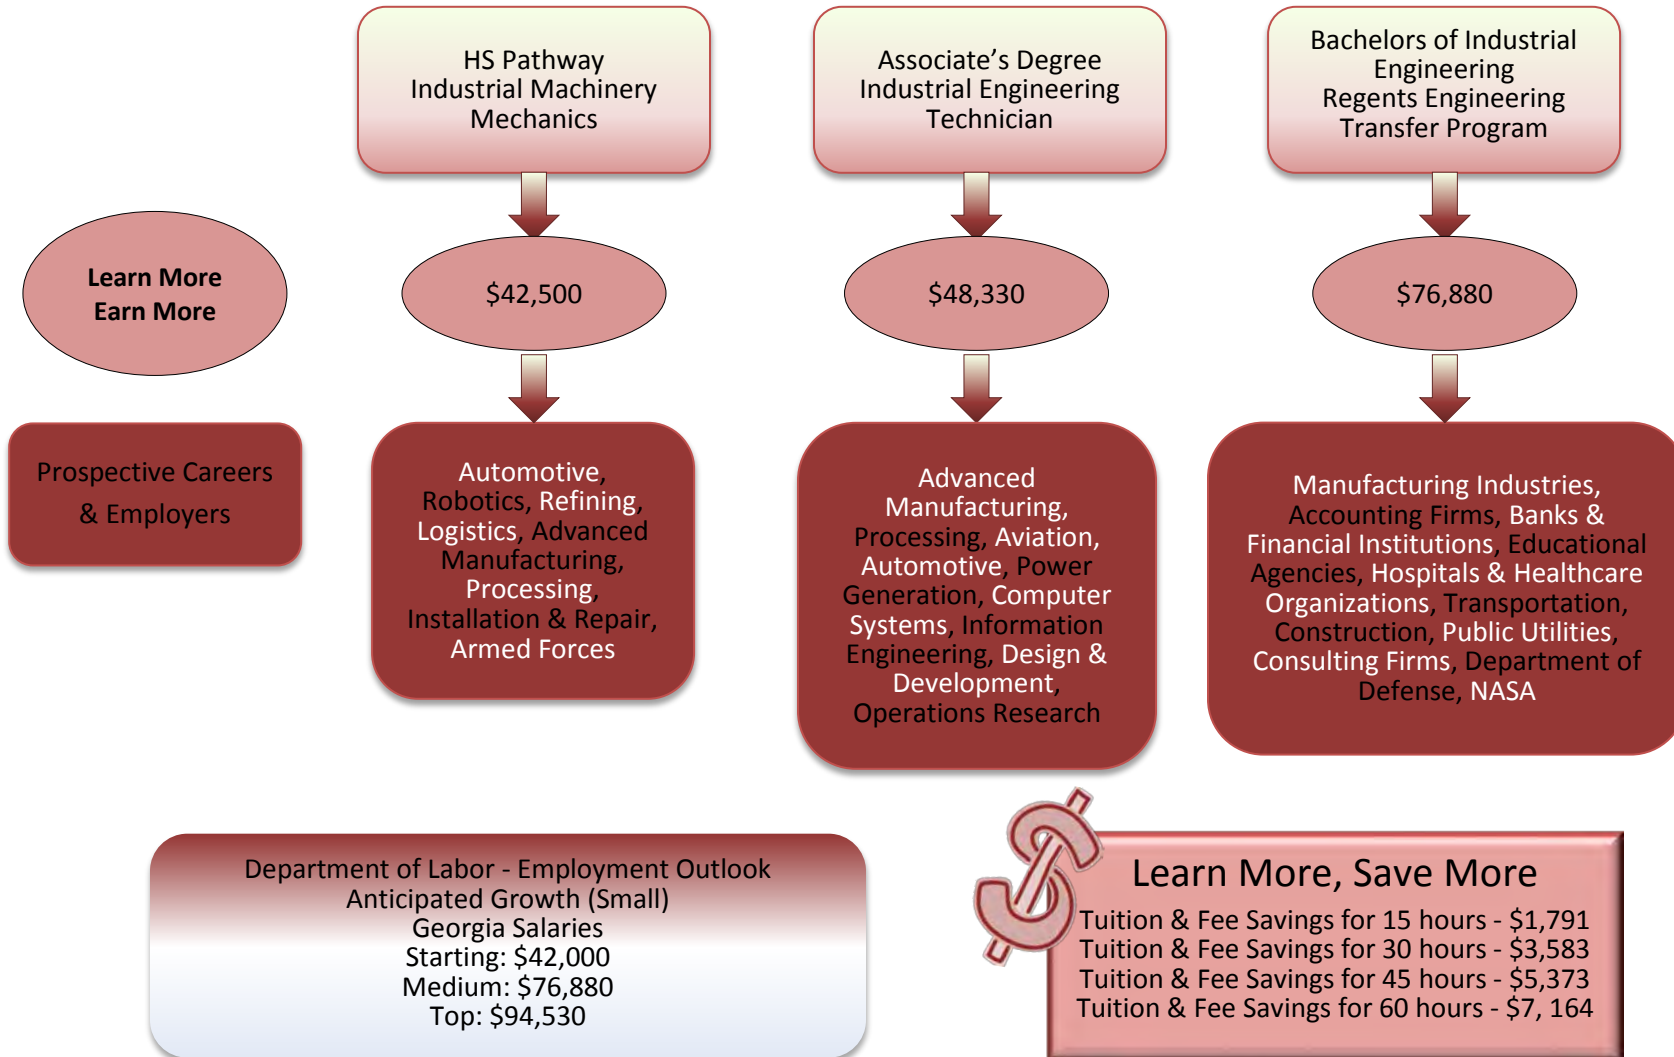 HS Pathway
Industrial Machinery
Mechanics
Associate’s Degree
Industrial Engineering
Technician
Bachelors of Industrial
Engineering
Regents Engineering
Transfer Program
Learn More
Earn More
$42,500
$48,330
$76,880
Prospective Careers
& Employers
Automotive,
Robotics, Refining,
Logistics, Advanced
Manufacturing,
Processing,
Installation & Repair,
Armed Forces
Advanced
Manufacturing,
Processing, Aviation,
Automotive, Power
Generation, Computer
Systems, Information
Engineering, Design &
Development,
Operations Research
Manufacturing Industries,
Accounting Firms, Banks &
Financial Institutions, Educational
Agencies, Hospitals & Healthcare
Organizations, Transportation,
Construction, Public Utilities,
Consulting Firms, Department of
Defense, NASA
Department of Labor - Employment Outlook
Anticipated Growth (Small)
Georgia Salaries
Starting: $42,000
Medium: $76,880
Top: $94,530
Learn More, Save More
Tuition & Fee Savings for 15 hours - $1,791
Tuition & Fee Savings for 30 hours - $3,583
Tuition & Fee Savings for 45 hours - $5,373
Tuition & Fee Savings for 60 hours - $7, 164